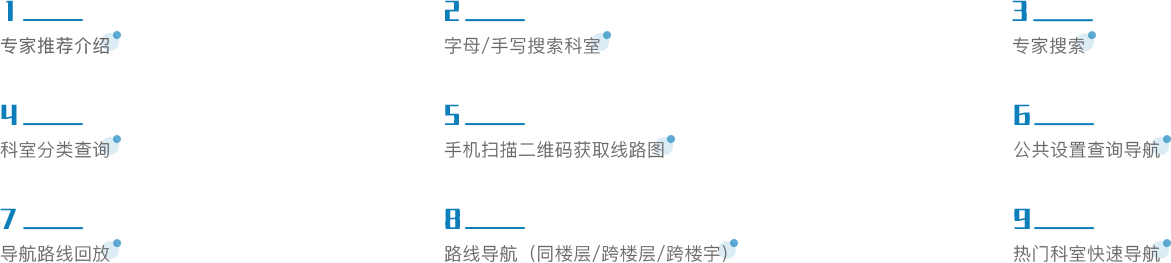 1
专家推荐介绍
2
字母/手写搜索科室
3
专家搜索
4
科室分类查询
5
手机扫描二维码获取线路图
6
公共设置查询导航
7
导航路线回放
8
路线导航（同楼层/跨楼层/跨楼宇）
9
热门科室快速导航